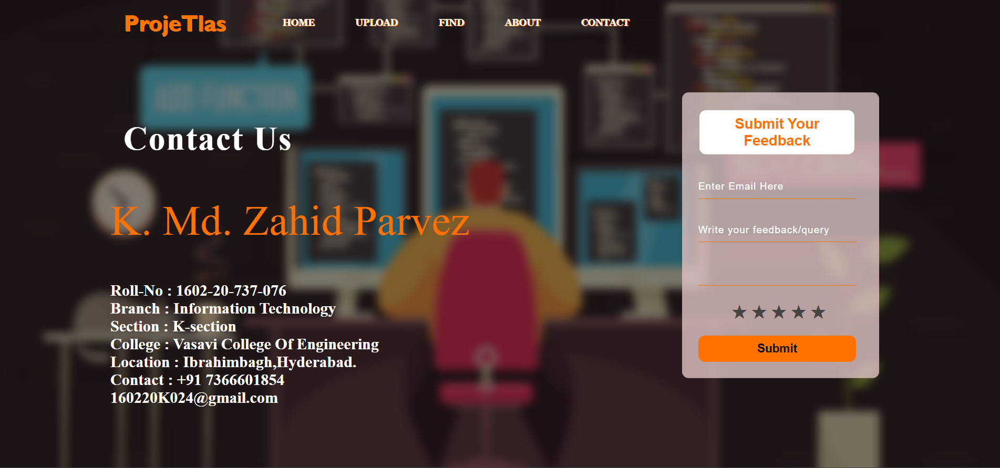 ProjeTlas
HOME UPLOAD FIND ABOUT CONTACT
ADD FUNCTION
Contact Us
K. Md. Zahid Parvez
Roll-No : 1602-20-737-076
Branch : Information Technology
Section : K-section
College : Vasavi College Of Engineering
Location : Ibrahimbagh,Hyderabad.
Contact : +91 7366601854
160220K024@gmail.com
Submit Your
Feedback
Enter Email Here
Write your feedback/query
★ ★ ★ ★ ★
Submit